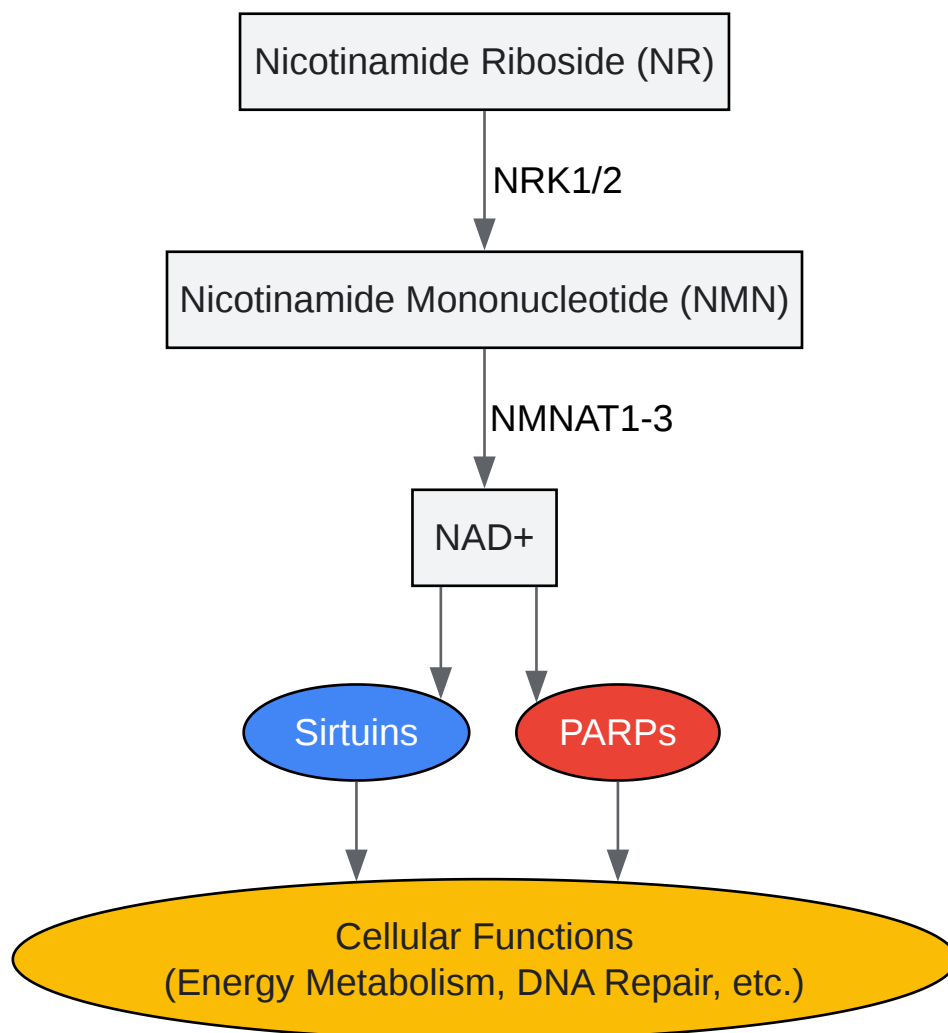 Nicotinamide Riboside (NR)
NRK1/2
Nicotinamide Mononucleotide (NMN)
NMNAT1-3
NAD+
Sirtuins
PARPs
Cellular Functions
(Energy Metabolism, DNA Repair, etc.)